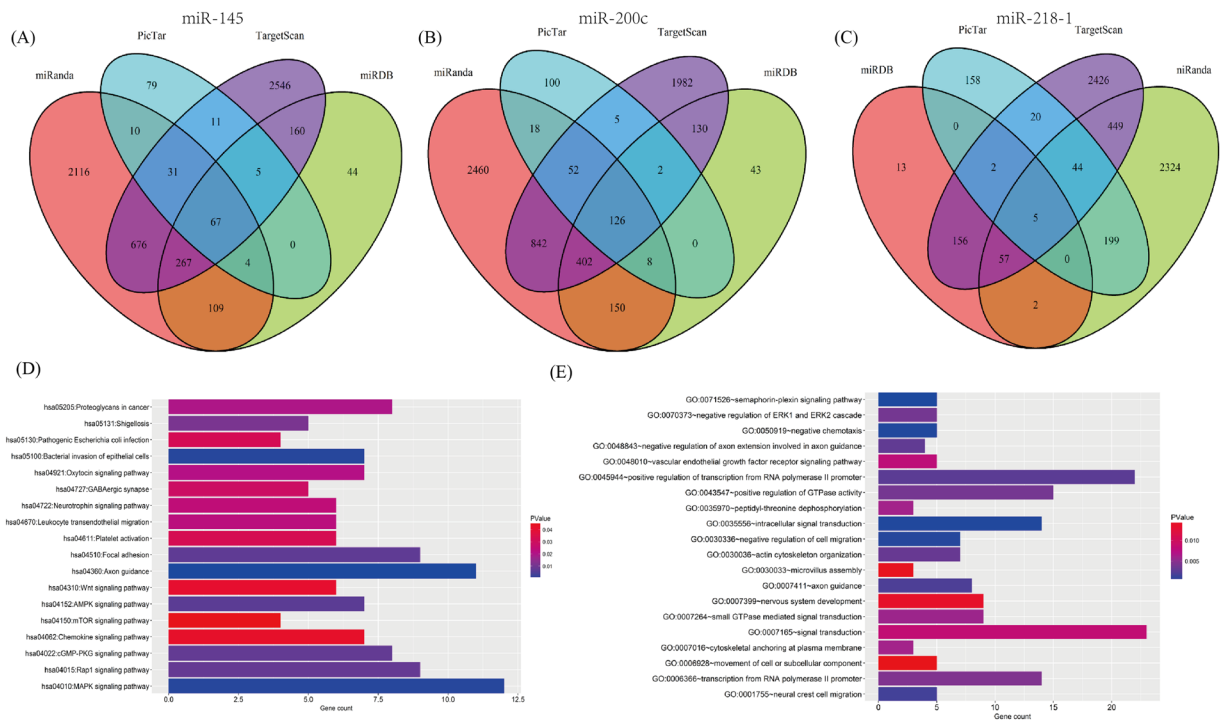 miR-145
miR-200c
miR-218-1
(A)
PicTar
TargetScan
miRanda
miRDB
79
2546
10
11
160
2116
31
5
44
67
676
0
267
4
109
(B)
PicTar
TargetScan
miRanda
miRDB
100
1982
18
5
130
2460
52
2
43
126
842
0
402
8
150
(C)
PicTar
TargetScan
miRDB
niRanda
158
2426
0
20
449
13
2
44
2324
5
156
199
57
0
2
(D)
hsa05205:Proteoglycans in cancer
hsa05131:Shigellosis
hsa05130:Pathogenic Escherichia coli infection
hsa05100:Bacterial invasion of epithelial cells
hsa04921:Oxytocin signaling pathway
hsa04727:GABAergic synapse
hsa04722:Neurotrophin signaling pathway
hsa04670:Leukocyte transendothelial migration
hsa04611:Platelet activation
hsa04510:Focal adhesion
hsa04360:Axon guidance
hsa04310:Wnt signaling pathway
hsa04152:AMPK signaling pathway
hsa04150:mTOR signaling pathway
hsa04062:Chemokine signaling pathway
hsa04022:cGMP-PKG signaling pathway
hsa04015:Rap1 signaling pathway
hsa04010:MAPK signaling pathway
0.0 2.5 5.0 7.5 10.0 12.5
Gene count
PValue
0.04
0.03
0.02
0.01
(E)
GO:0071526~semaphorin-plexin signaling pathway
GO:0070373~negative regulation of ERK1 and ERK2 cascade
GO:0050919~negative chemotaxis
GO:0048843~negative regulation of axon extension involved in axon guidance
GO:0048010~vascular endothelial growth factor receptor signaling pathway
GO:0045944~positive regulation of transcription from RNA polymerase II promoter
GO:0043547~positive regulation of GTPase activity
GO:0035970~peptidyl-threonine dephosphorylation
GO:0035556~intracellular signal transduction
GO:0030336~negative regulation of cell migration
GO:0030036~actin cytoskeleton organization
GO:0030033~microvillus assembly
GO:0007411~axon guidance
GO:0007399~nervous system development
GO:0007264~small GTPase mediated signal transduction
GO:0007165~signal transduction
GO:0007016~cytoskeletal anchoring at plasma membrane
GO:0006928~movement of cell or subcellular component
GO:0006366~transcription from RNA polymerase II promoter
GO:0001755~neural crest cell migration
0 5 10 15 20
Gene count
PValue
0.010
0.005